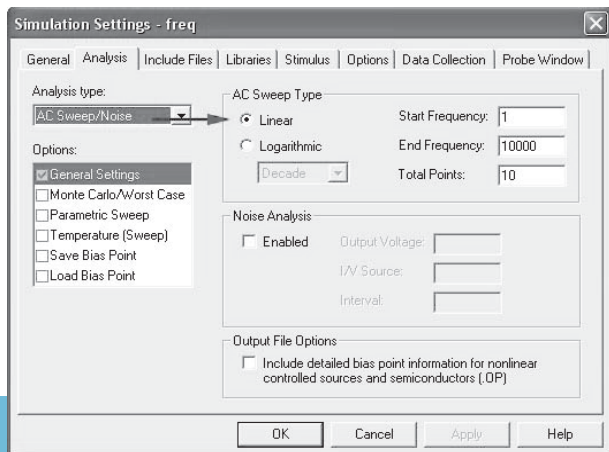 Simulation Settings - freq
General Analysis Include Files Libraries Stimulus Options Data Collection Probe Window
Analysis type:
AC Sweep/Noise
Options:
General Settings
Monte Carlo/Worst Case
Parametric Sweep
Temperature (Sweep)
Save Bias Point
Load Bias Point
AC Sweep Type
Linear
Logarithmic
Decade
Start Frequency: 1
End Frequency: 10000
Total Points: 10
Noise Analysis
Enabled
Output Voltage:
I/V Source:
Interval:
Output File Options
Include detailed bias point information for nonlinear
controlled sources and semiconductors (.OP)
OK Cancel Apply Help